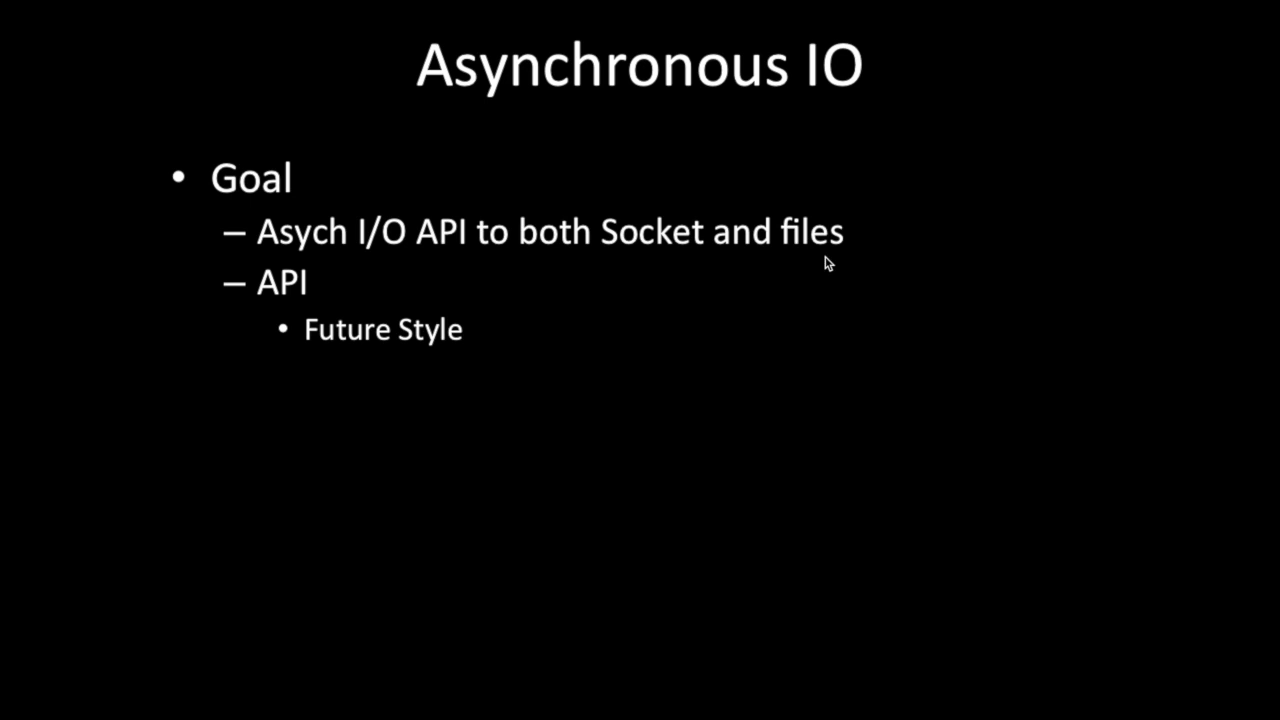 Asynchronous IO
• Goal
– Asych I/O API to both Socket and files
– API
• Future Style